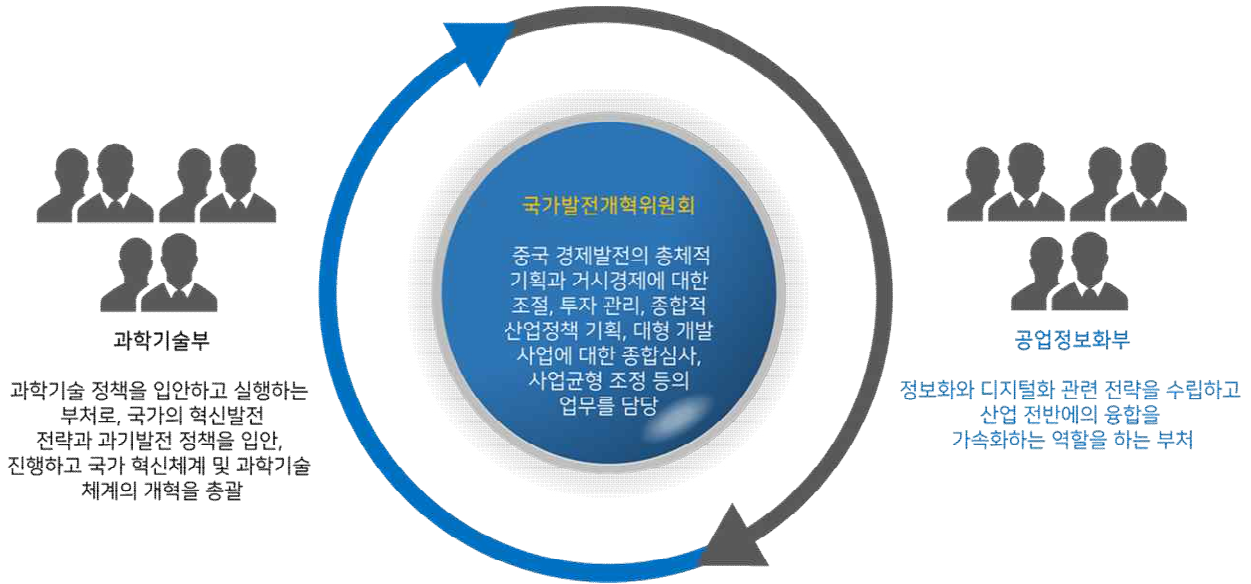 국가발전개혁위원회
중국 경제발전의 총체적
기획과 거시경제에 대한
조절, 투자 관리, 종합적
산업정책 기획, 대형 개발
사업에 대한 종합심사,
사업균형 조정 등의
업무를 담당
과학기술부
과학기술 정책을 입안하고 실행하는
부처로, 국가의 혁신발전
전략과 과기발전 정책을 입안,
진행하고 국가 혁신체계 및 과학기술
체계의 개혁을 총괄
공업정보화부
정보화와 디지털화 관련 전략을 수립하고
산업 전반에의 융합을
가속화하는 역할을 하는 부처